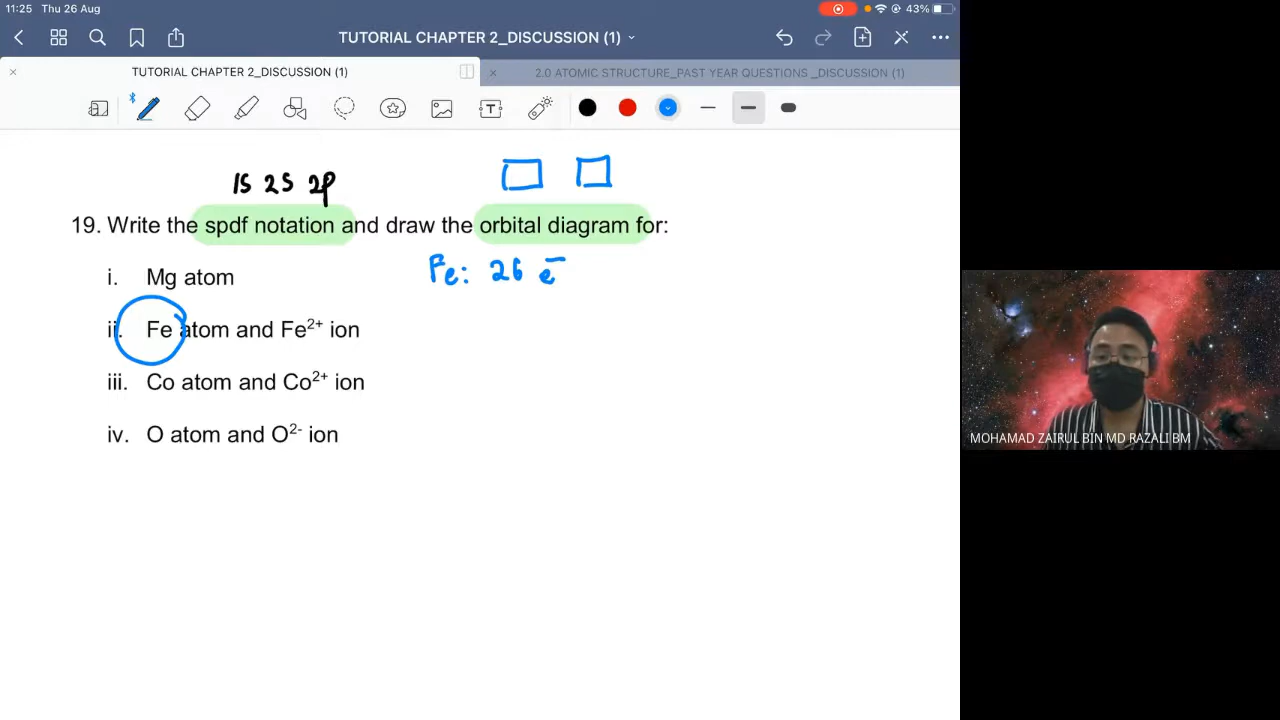 11:25 Thu 26 Aug
43%
TUTORIAL CHAPTER 2_DISCUSSION (1)
TUTORIAL CHAPTER 2_DISCUSSION (1)
2.0 ATOMIC STRUCTURE_PAST YEAR QUESTIONS _DISCUSSION (1)
T
1S 2S 2p
19. Write the spdf notation and draw the orbital diagram for:
i. Mg atom
Fe: 26 e⁻
ii. Fe atom and Fe²⁺ ion
iii. Co atom and Co²⁺ ion
iv. O atom and O²⁻ ion
MOHAMAD ZAIRUL BIN MD RAZALI BM